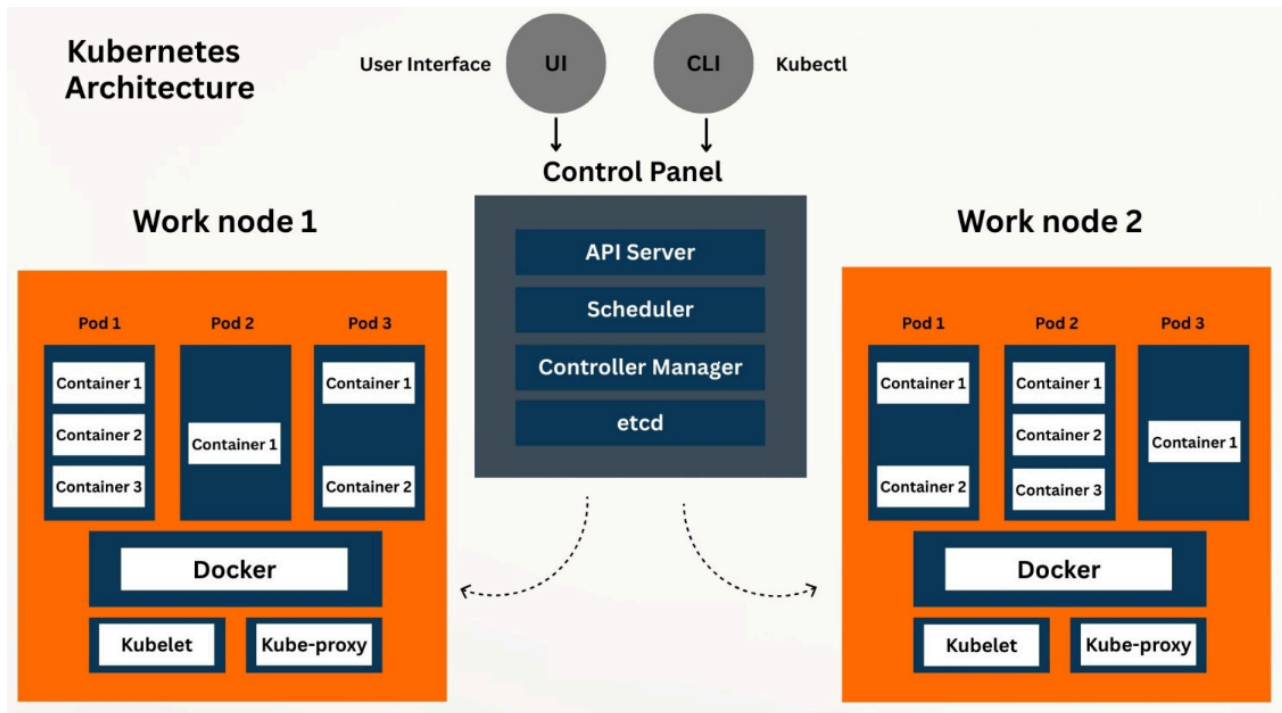 Kubernetes
Architecture
User Interface
UI
CLI
Kubectl
Control Panel
API Server
Scheduler
Controller Manager
etcd
Work node 1
Pod 1
Pod 2
Pod 3
Container 1
Container 2
Container 3
Container 1
Container 1
Container 2
Docker
Kubelet
Kube-proxy
Work node 2
Pod 1
Pod 2
Pod 3
Container 1
Container 2
Container 1
Container 2
Container 3
Container 1
Docker
Kubelet
Kube-proxy